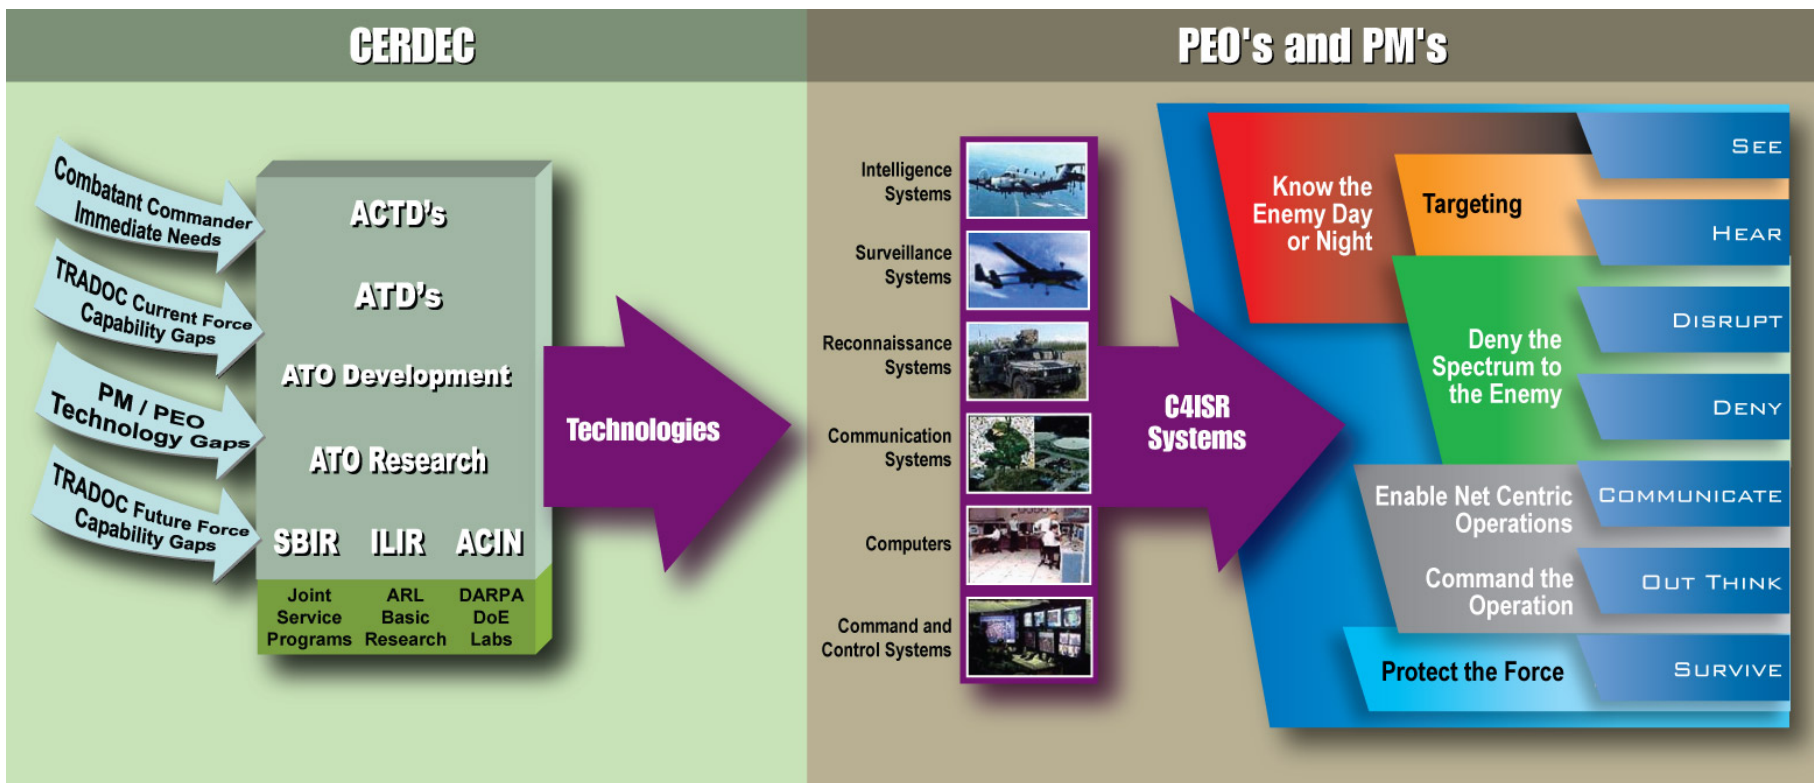 CERDEC
PEO's and PM's
Combatant Commander
Immediate Needs
TRADOC Current Force
Capability Gaps
PM / PEO
Technology Gaps
TRADOC Future Force
Capability Gaps
ACTD's
ATD's
ATO Development
ATO Research
SBIR ILIR ACIN
Joint
Service
Programs
ARL
Basic
Research
DARPA
DoE
Labs
Technologies
Intelligence
Systems
Surveillance
Systems
Reconnaissance
Systems
Communication
Systems
Computers
Command and
Control Systems
C4ISR
Systems
Know the
Enemy Day
or Night
Targeting
Deny the
Spectrum to
the Enemy
Enable Net Centric
Operations
Command the
Operation
Protect the Force
SEE
HEAR
DISRUPT
DENY
COMMUNICATE
OUT THINK
SURVIVE